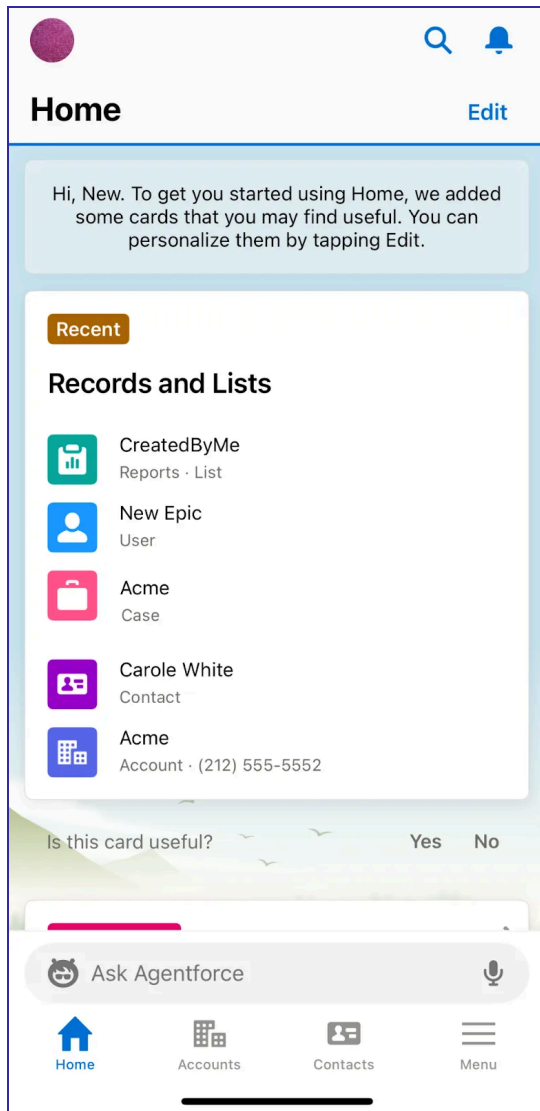 Home
Edit
Hi, New. To get you started using Home, we added
some cards that you may find useful. You can
personalize them by tapping Edit.
Recent
Records and Lists
CreatedByMe
Reports · List
New Epic
User
Acme
Case
Carole White
Contact
Acme
Account · (212) 555-5552
Is this card useful?
Yes No
Ask Agentforce
Home Accounts Contacts Menu